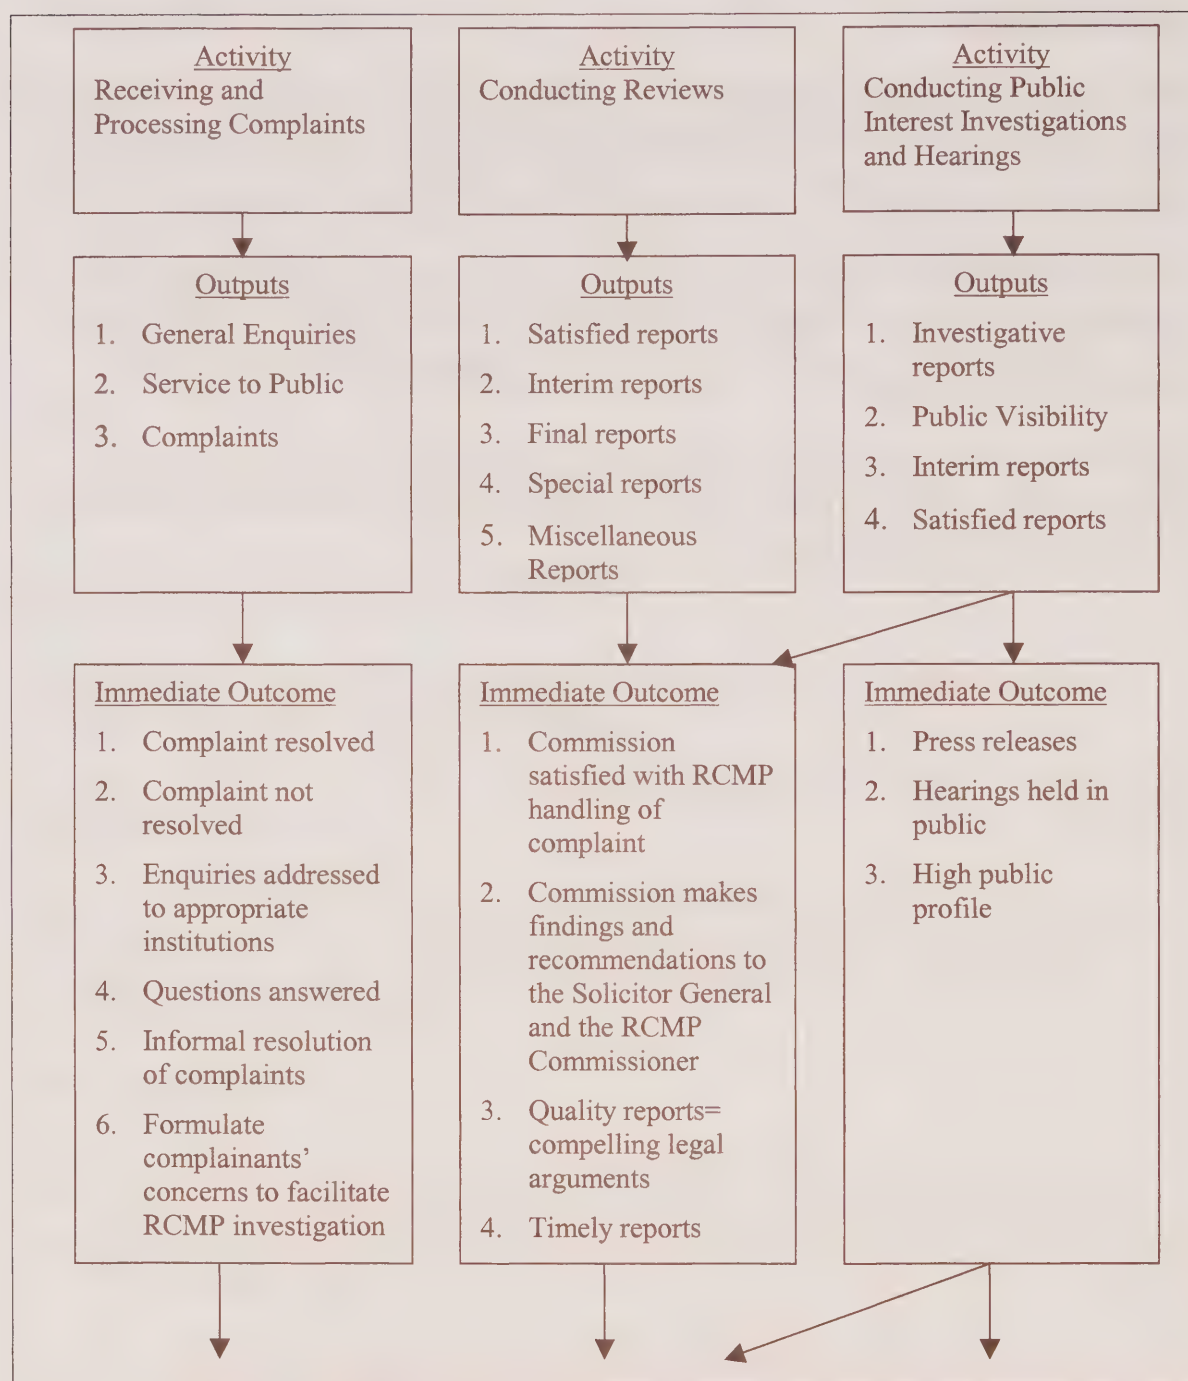 Activity
Receiving and
Processing Complaints
Activity
Conducting Reviews
Activity
Conducting Public
Interest Investigations
and Hearings
Outputs
1. General Enquiries
2. Service to Public
3. Complaints
Outputs
1. Satisfied reports
2. Interim reports
3. Final reports
4. Special reports
5. Miscellaneous
Reports
Outputs
1. Investigative
reports
2. Public Visibility
3. Interim reports
4. Satisfied reports
Immediate Outcome
1. Complaint resolved
2. Complaint not
resolved
3. Enquiries addressed
to appropriate
institutions
4. Questions answered
5. Informal resolution
of complaints
6. Formulate
complainants’
concerns to facilitate
RCMP investigation
Immediate Outcome
1. Commission
satisfied with RCMP
handling of
complaint
2. Commission makes
findings and
recommendations to
the Solicitor General
and the RCMP
Commissioner
3. Quality reports=
compelling legal
arguments
4. Timely reports
Immediate Outcome
1. Press releases
2. Hearings held in
public
3. High public
profile